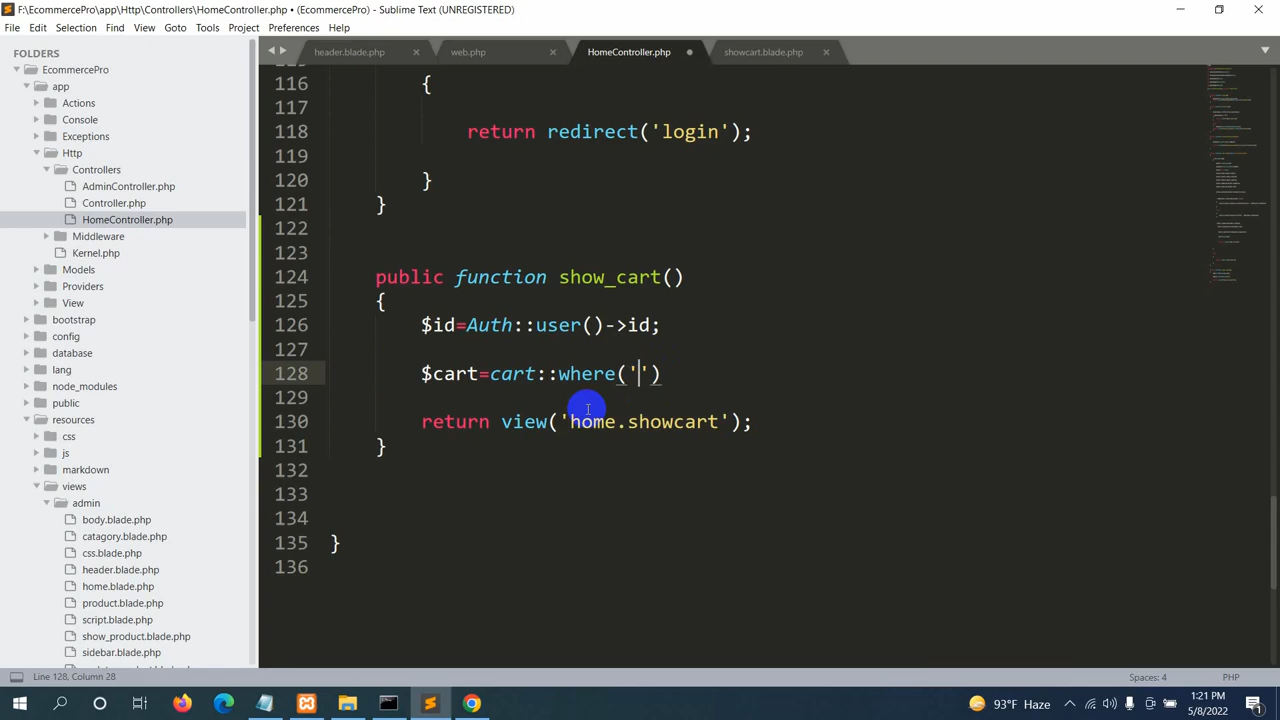 F:\EcommercePro\app\Http\Controllers\HomeController.php • (EcommercePro) - Sublime Text (UNREGISTERED)
File Edit Selection Find View Goto Tools Project Preferences Help
FOLDERS
EcommercePro
app
Actions
Console
Exceptions
Http
Controllers
AdminController.php
Controller.php
HomeController.php
Middleware
Kernel.php
Models
Providers
View
bootstrap
config
database
lang
node_modules
public
resources
css
js
markdown
views
admin
body.blade.php
catagory.blade.php
css.blade.php
header.blade.php
home.blade.php
product.blade.php
script.blade.php
show_product.blade.php
sidebar.blade.php
header.blade.php web.php HomeController.php showcart.blade.php
116 {
117
118 return redirect('login');
119
120 }
121 }
122
123
124 public function show_cart()
125 {
126 $id=Auth::user()->id;
127
128 $cart=cart::where('')
129
130 return view('home.showcart');
131 }
132
133
134
135 }
136
Line 128, Column 28 Spaces: 4 PHP
93°F Haze 1:21 PM
5/8/2022